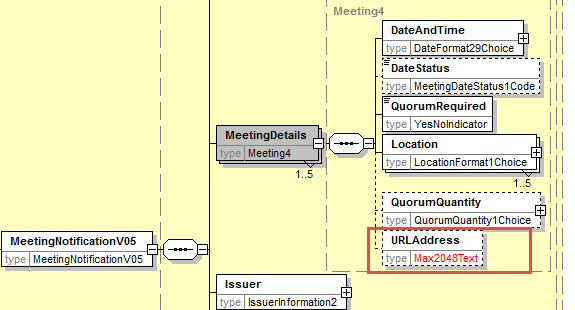 Meeting4
DateAndTime
type DateFormat29Choice
DateStatus
type MeetingDateStatus1Code
QuorumRequired
type YesNoIndicator
MeetingDetails
type Meeting4
1..5
Location
type LocationFormat1Choice
1..5
QuorumQuantity
type QuorumQuantity1Choice
URLAddress
type Max2048Text
MeetingNotificationV05
type MeetingNotificationV05
Issuer
type IssuerInformation2